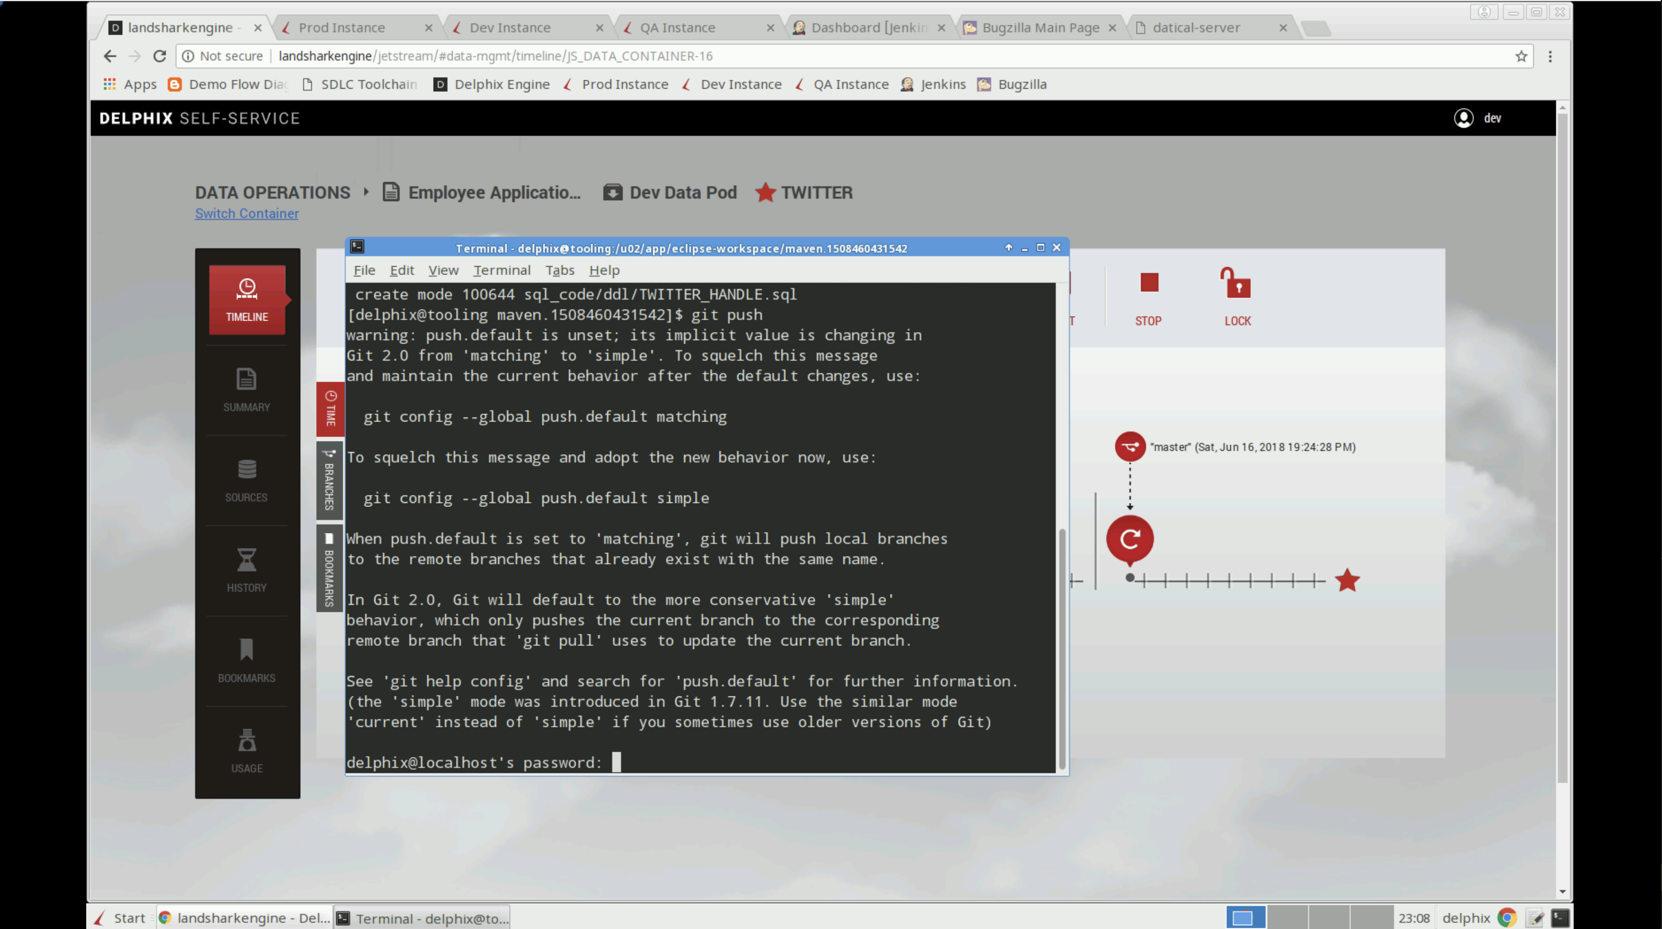 landsharkengine -
Prod Instance
Dev Instance
QA Instance
Dashboard [Jenkin
Bugzilla Main Page
datical-server
Not secure
landsharkengine/jetstream/#data-mgmt/timeline/JS_DATA_CONTAINER-16
Apps
Demo Flow Dia
SDLC Toolchain
Delphix Engine
Prod Instance
Dev Instance
QA Instance
Jenkins
Bugzilla
DELPHIX SELF-SERVICE
dev
DATA OPERATIONS
Employee Applicatio...
Dev Data Pod
TWITTER
Switch Container
TIMELINE
SUMMARY
SOURCES
HISTORY
BOOKMARKS
USAGE
TIME
BRANCHES
BOOKMARKS
Terminal - delphix@tooling:/u02/app/eclipse-workspace/maven.1508460431542
File Edit View Terminal Tabs Help
create mode 100644 sql_code/ddl/TWITTER_HANDLE.sql
[delphix@tooling maven.1508460431542]$ git push
warning: push.default is unset; its implicit value is changing in
Git 2.0 from 'matching' to 'simple'. To squelch this message
and maintain the current behavior after the default changes, use:
git config --global push.default matching
To squelch this message and adopt the new behavior now, use:
git config --global push.default simple
When push.default is set to 'matching', git will push local branches
to the remote branches that already exist with the same name.
In Git 2.0, Git will default to the more conservative 'simple'
behavior, which only pushes the current branch to the corresponding
remote branch that 'git pull' uses to update the current branch.
See 'git help config' and search for 'push.default' for further information.
(the 'simple' mode was introduced in Git 1.7.11. Use the similar mode
'current' instead of 'simple' if you sometimes use older versions of Git)
delphix@localhost's password:
T
STOP
LOCK
"master" (Sat, Jun 16, 2018 19:24:28 PM)
Start
landsharkengine - Del...
Terminal - delphix@to...
23:08
delphix